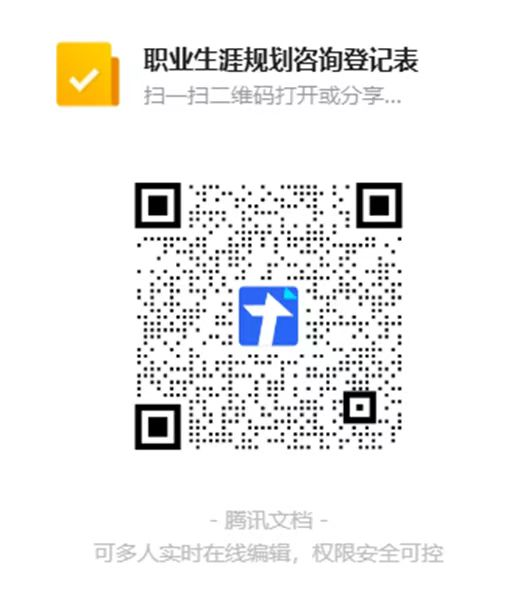 职业生涯规划咨询登记表
扫一扫二维码打开或分享...
- 腾讯文档 -
可多人实时在线编辑，权限安全可控